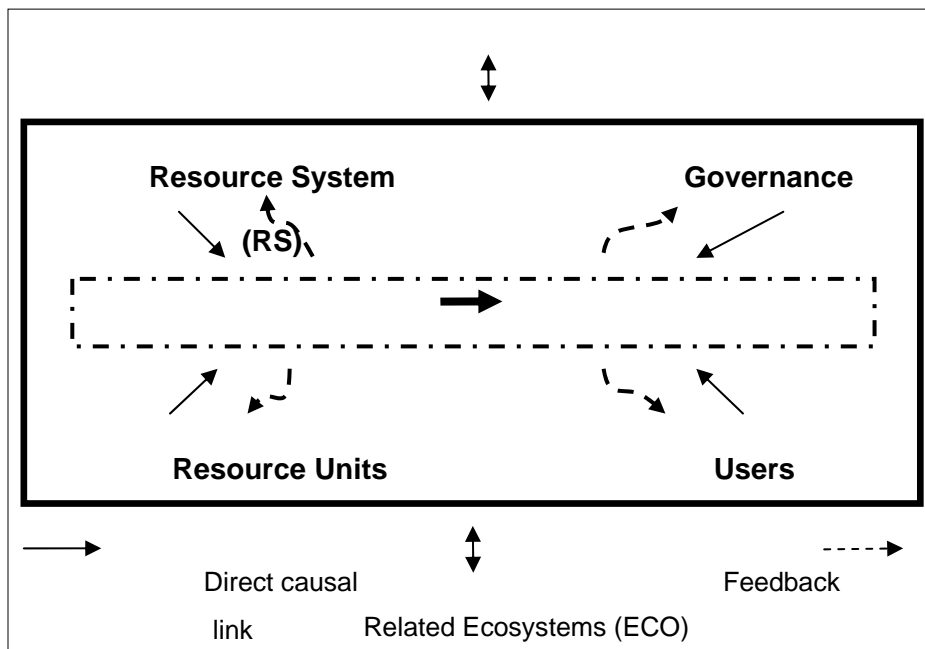 Resource System
(RS)
Governance
Resource Units
Users
Direct causal
link
Feedback
Related Ecosystems (ECO)